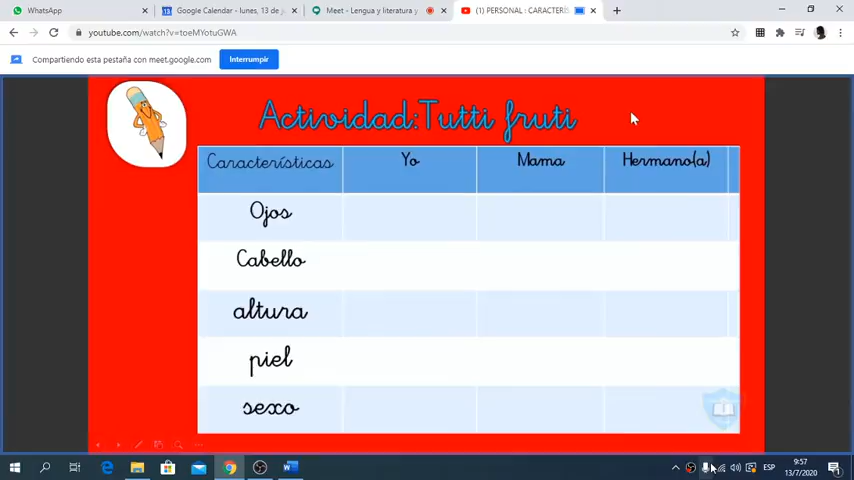 WhatsApp
Google Calendar - lunes, 13 de ju
Meet - Lengua y literatura y
(1) PERSONAL : CARACTERÍS
youtube.com/watch?v=toeMYotuGWA
Compartiendo esta pestaña con meet.google.com
Interrumpir
Actividad:Tutti fruti
Características Yo Mama Hermano(a)
Ojos
Cabello
altura
piel
sexo
ESP
9:57
13/7/2020